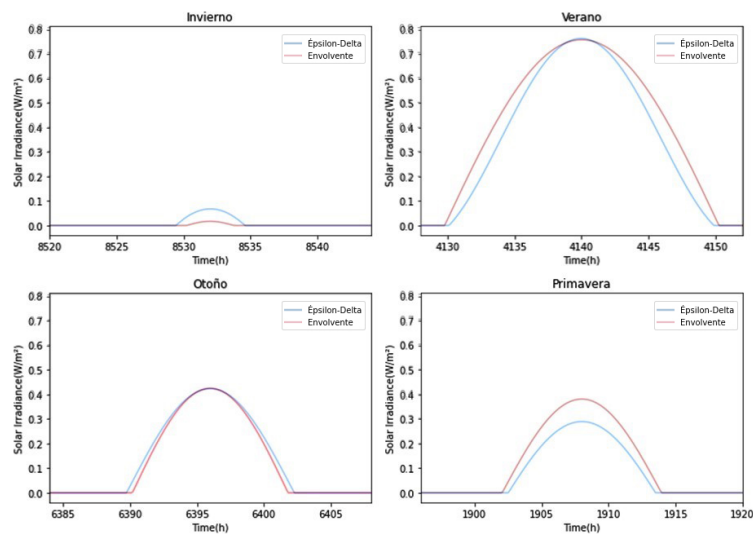 Invierno
Solar Irradiance(W/m²)
0.8
0.7
0.6
0.5
0.4
0.3
0.2
0.1
0.0
Épsilon-Delta
Envolvente
8520 8525 8530 8535 8540
Time(h)
Verano
Solar Irradiance(W/m²)
0.8
0.7
0.6
0.5
0.4
0.3
0.2
0.1
0.0
Épsilon-Delta
Envolvente
4130 4135 4140 4145 4150
Time(h)
Otoño
Solar Irradiance(W/m²)
0.8
0.7
0.6
0.5
0.4
0.3
0.2
0.1
0.0
Épsilon-Delta
Envolvente
6385 6390 6395 6400 6405
Time(h)
Primavera
Solar Irradiance(W/m²)
0.8
0.7
0.6
0.5
0.4
0.3
0.2
0.1
0.0
Épsilon-Delta
Envolvente
1900 1905 1910 1915 1920
Time(h)